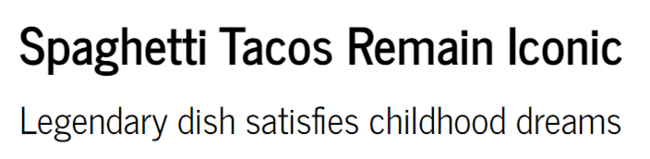 Spaghetti Tacos Remain Iconic
Legendary dish satisfies childhood dreams